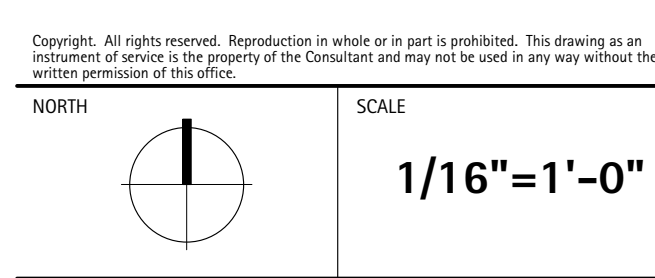 Copyright. All rights reserved. Reproduction in whole or in part is prohibited. This drawing as an
instrument of service is the property of the Consultant and may not be used in any way without the
written permission of this office.
NORTH
SCALE
1/16"=1'-0"